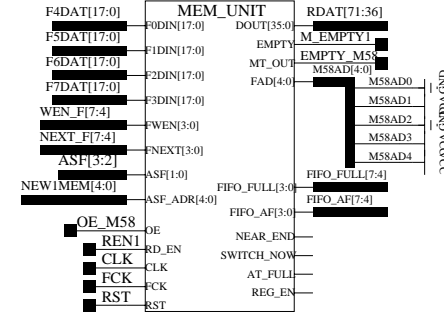 MEM_UNIT
F4DAT[17:0]
F5DAT[17:0]
F6DAT[17:0]
F7DAT[17:0]
WEN_F[7:4]
NEXT_F[7:4]
ASF[3:2]
NEW1MEM[4:0]
OE_M58
REN1
CLK
FCK
RST
F0DIN[17:0]
F1DIN[17:0]
F2DIN[17:0]
F3DIN[17:0]
FWEN[3:0]
FNEXT[3:0]
ASF[1:0]
ASF_ADR[4:0]
OE
RD_EN
CLK
FCK
RST
DOUT[35:0]
EMPTY
MT_OUT
FAD[4:0]
FIFO_FULL[3:0]
FIFO_AF[3:0]
NEAR_END
SWITCH_NOW
AT_FULL
REG_EN
RDAT[71:36]
M_EMPTY1
EMPTY_M58
M58AD[4:0]
M58AD0
M58AD1
M58AD2
M58AD3
M58AD4
FIFO_FULL[7:4]
FIFO_AF[7:4]